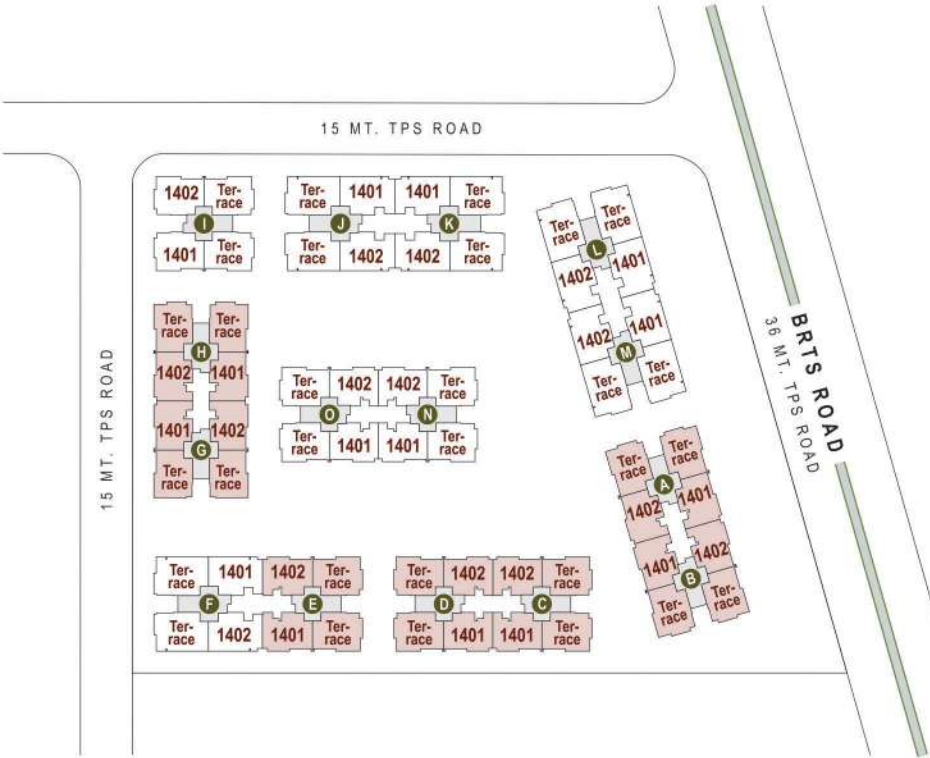 15 MT. TPS ROAD
1402 Ter-
race
I
1401 Ter-
race
Ter-
race 1401 1401 Ter-
race
J K
Ter-
race 1402 1402 Ter-
race
Ter-
race Ter-
race
L
1402 1401
1402 1401
M
Ter-
race Ter-
race
BRTS ROAD
36 MT. TPS ROAD
15 MT. TPS ROAD
Ter-
race Ter-
race
H
1402 1401
1401 1402
G
Ter-
race Ter-
race
Ter-
race 1402 1402 Ter-
race
O N
Ter-
race 1401 1401 Ter-
race
Ter-
race Ter-
race
A
1402 1401
1401 1402
B
Ter-
race Ter-
race
Ter-
race 1401 1402 Ter-
race
F E
Ter-
race 1402 1401 Ter-
race
Ter-
race 1402 1402 Ter-
race
D C
Ter-
race 1401 1401 Ter-
race